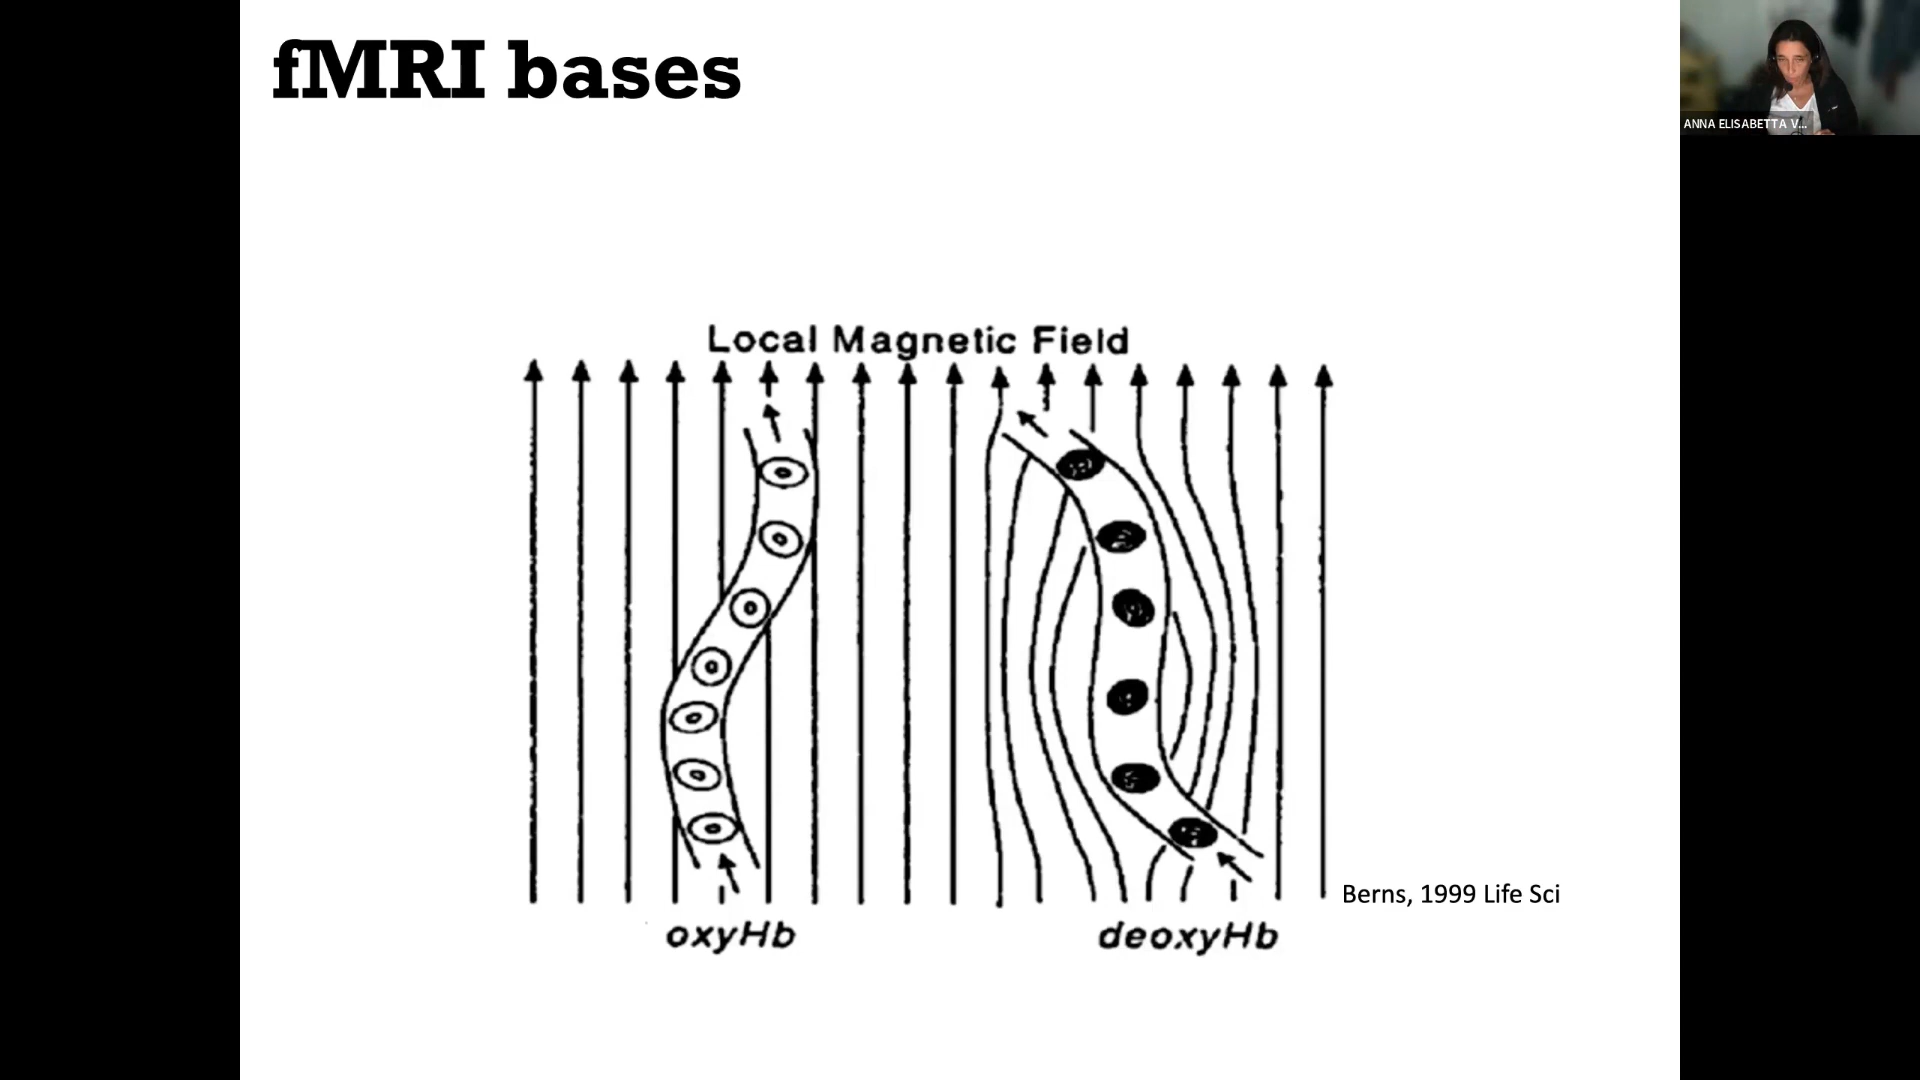 fMRI bases
ANNA ELISABETTA V...
Local Magnetic Field
Berns, 1999 Life Sci
oxyHb
deoxyHb